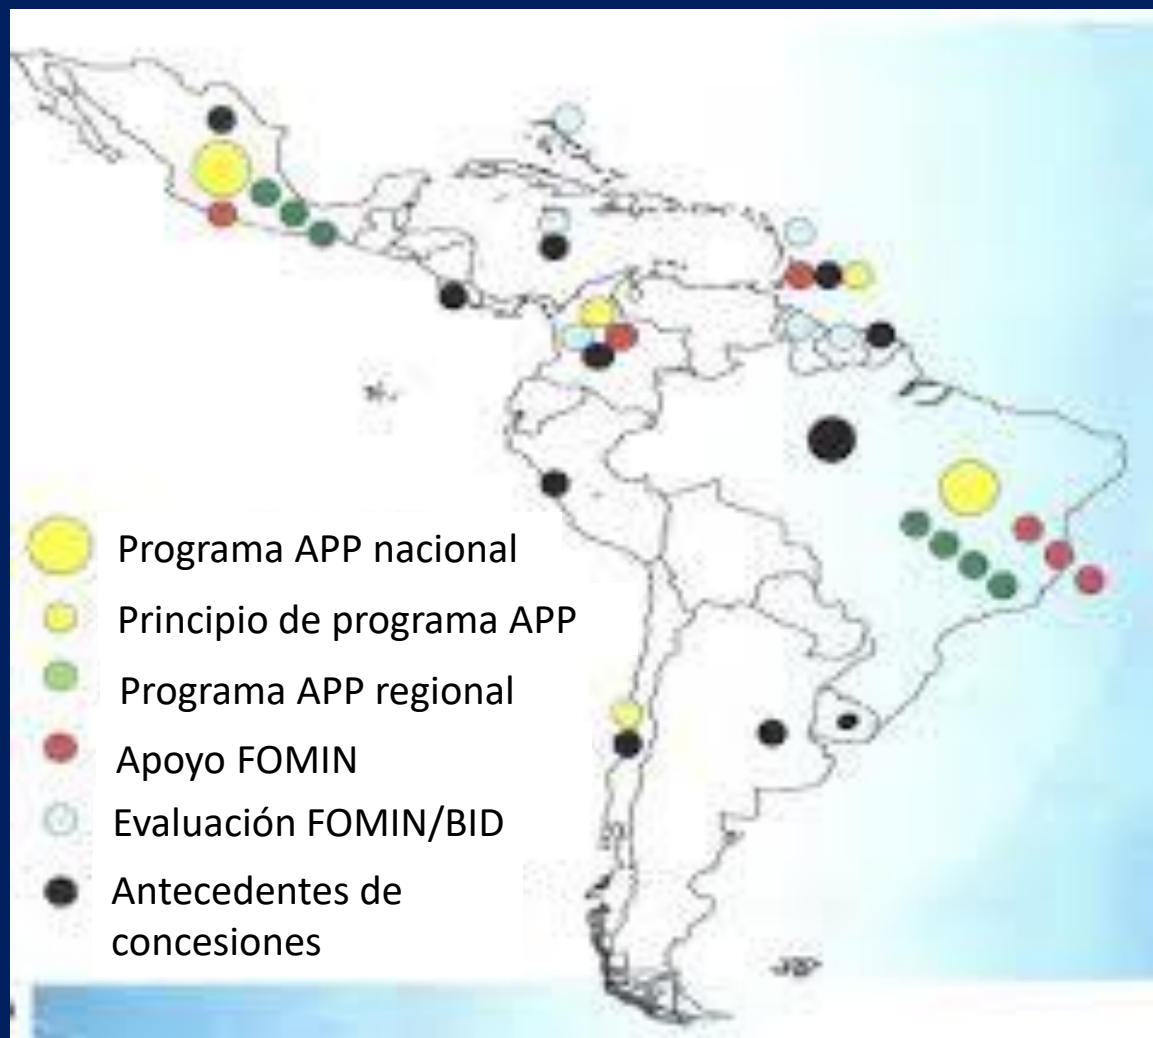 Programa APP nacional
Principio de programa APP
Programa APP regional
Apoyo FOMIN
Evaluación FOMIN/BID
Antecedentes de
concesiones